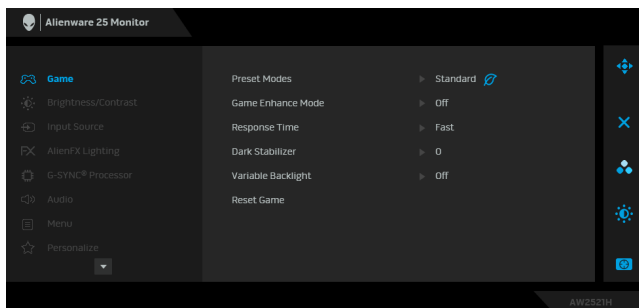 Alienware 25 Monitor
Game
Preset Modes
Standard
Brightness/Contrast
Game Enhance Mode
Off
Input Source
Response Time
Fast
FX AlienFX Lighting
Dark Stabilizer
0
G-SYNC® Processor
Variable Backlight
Off
Audio
Reset Game
Menu
Personalize
AW2521H